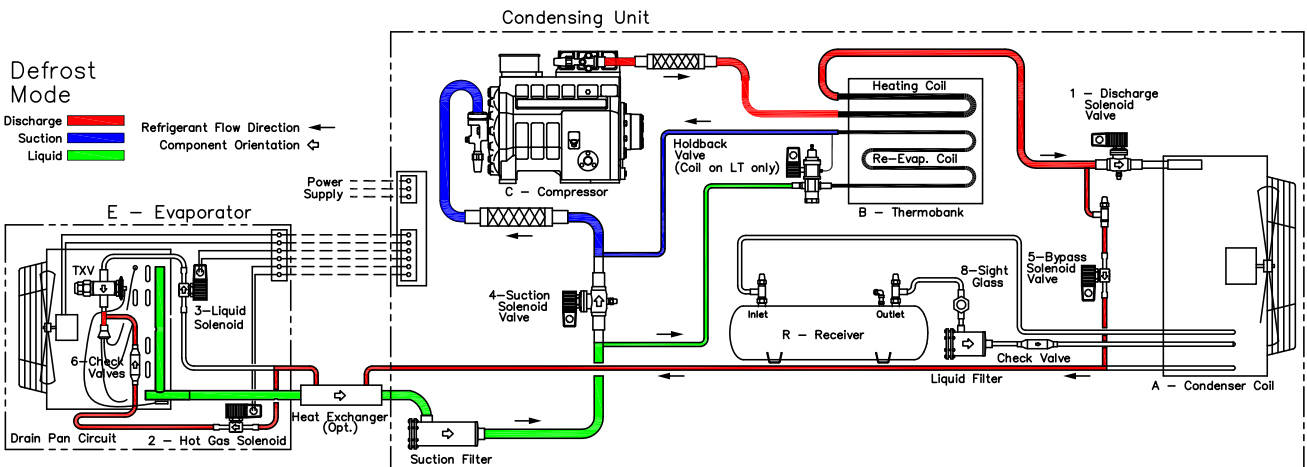 Condensing Unit
Defrost
Mode
Discharge
Suction
Liquid
Refrigerant Flow Direction
Component Orientation
Power
Supply
C - Compressor
Holdback
Valve
(Coil on LT only)
Heating Coil
Re-Evap. Coil
B - Thermobank
1 - Discharge
Solenoid
Valve
E - Evaporator
TXV
3-Liquid
Solenoid
6-Check
Valves
Drain Pan Circuit
2 - Hot Gas Solenoid
Heat Exchanger
(Opt.)
Suction Filter
4-Suction
Solenoid
Valve
Inlet
Outlet
R - Receiver
8-Sight
Glass
Liquid Filter
Check Valve
5-Bypass
Solenoid
Valve
A - Condenser Coil